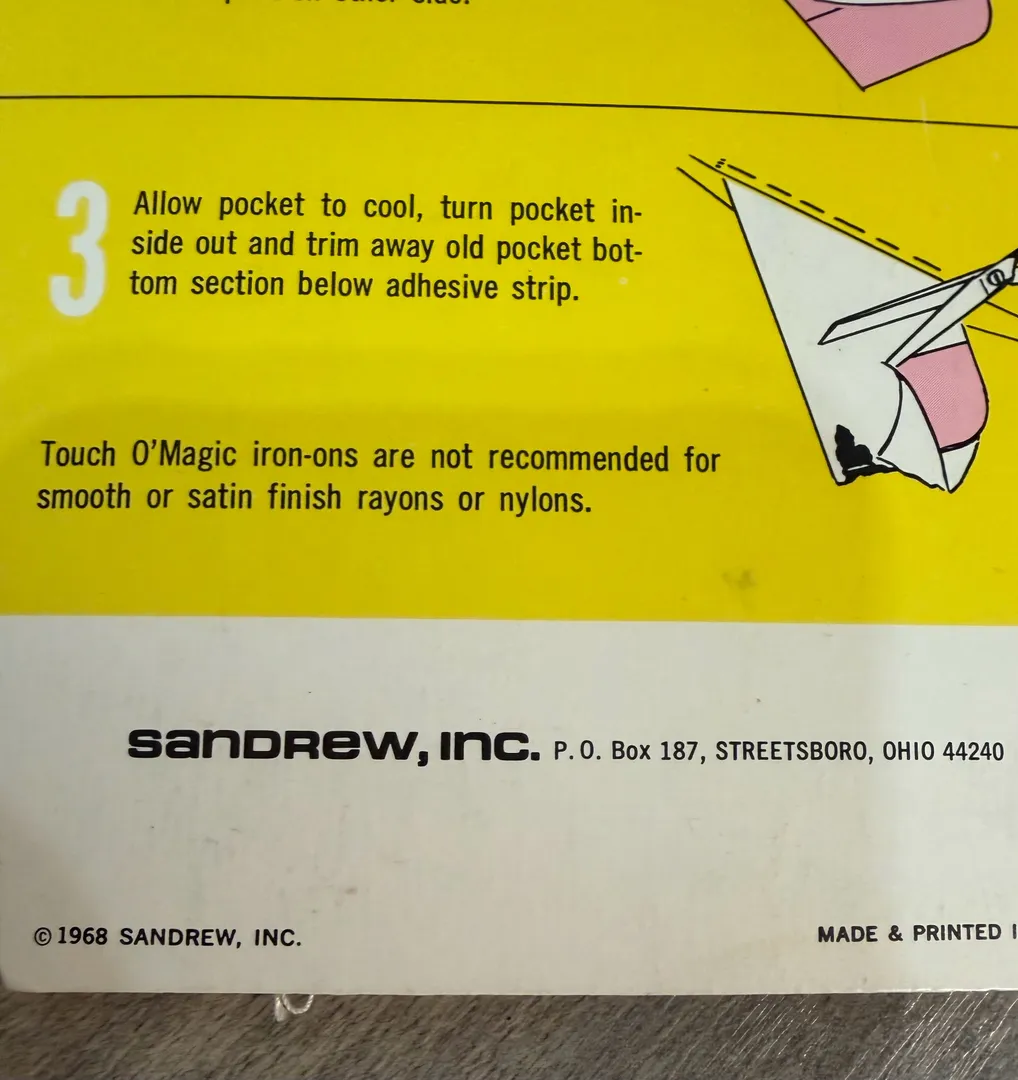 3
Allow pocket to cool, turn pocket in-
side out and trim away old pocket bot-
tom section below adhesive strip.
Touch O'Magic iron-ons are not recommended for
smooth or satin finish rayons or nylons.
SANDREW, INC. P. O. Box 187, STREETSBORO, OHIO 44240
© 1968 SANDREW, INC.
MADE & PRINTED